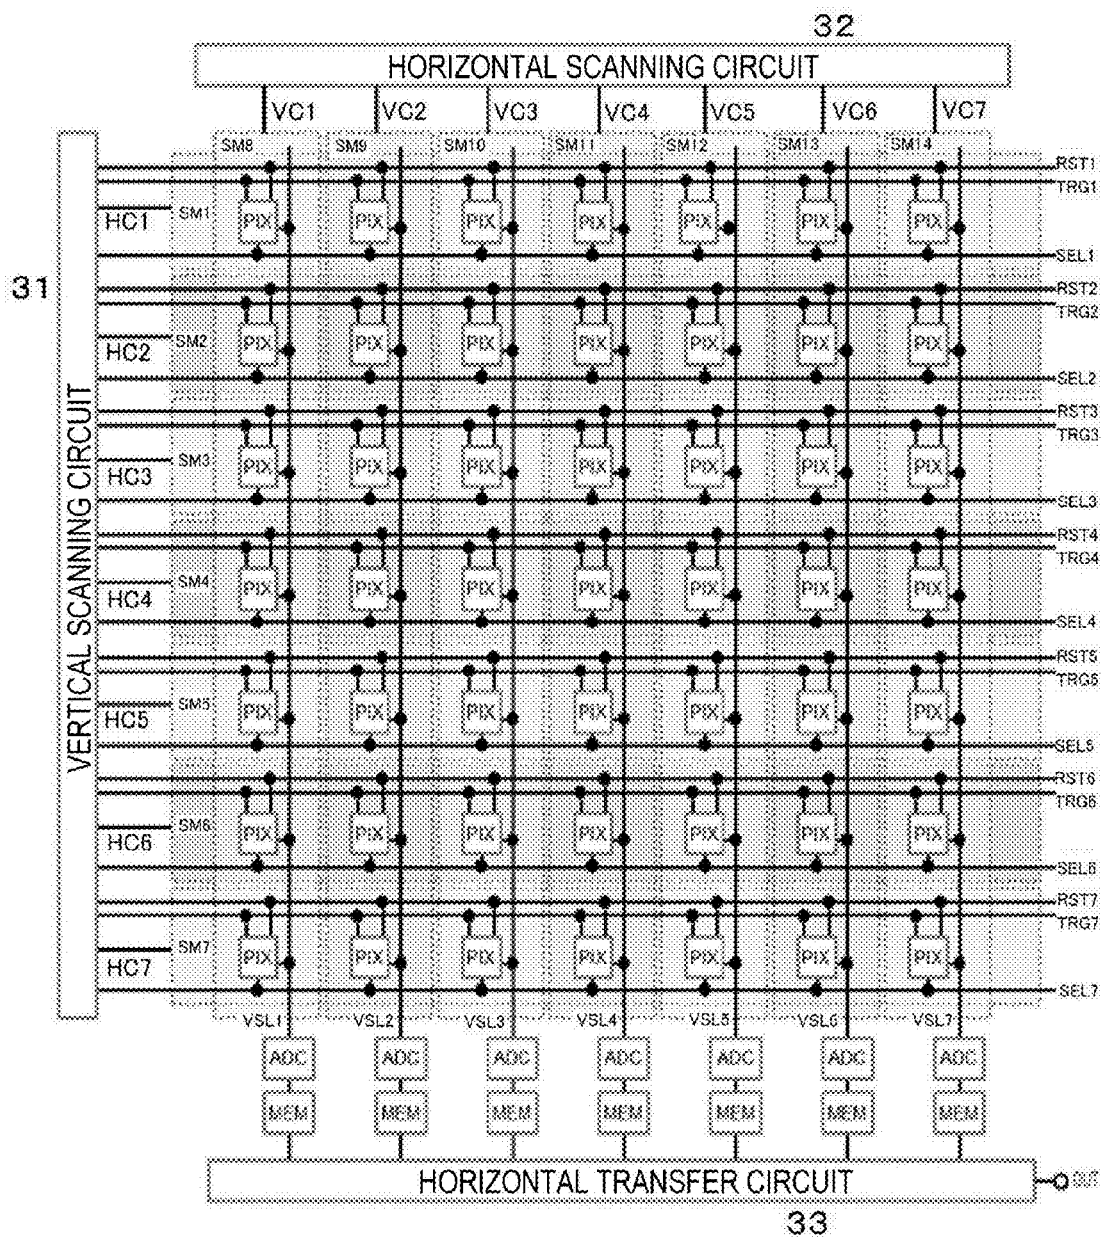 32
HORIZONTAL SCANNING CIRCUIT
VC1 VC2 VC3 VC4 VC5 VC6 VC7
SM8 SM9 SM10 SM11 SM12 SM13 SM14
RST1
TRG1
HC1 SM1 PIX PIX PIX PIX PIX PIX PIX
SEL1
31
VERTICAL SCANNING CIRCUIT
RST2
TRG2
HC2 SM2 PIX PIX PIX PIX PIX PIX PIX
SEL2
RST3
TRG3
HC3 SM3 PIX PIX PIX PIX PIX PIX PIX
SEL3
RST4
TRG4
HC4 SM4 PIX PIX PIX PIX PIX PIX PIX
SEL4
RST5
TRG5
HC5 SM5 PIX PIX PIX PIX PIX PIX PIX
SEL5
RST6
TRG6
HC6 SM6 PIX PIX PIX PIX PIX PIX PIX
SEL6
RST7
TRG7
HC7 SM7 PIX PIX PIX PIX PIX PIX PIX
SEL7
VSL1 VSL2 VSL3 VSL4 VSL5 VSL6 VSL7
ADC ADC ADC ADC ADC ADC ADC
MEM MEM MEM MEM MEM MEM MEM
HORIZONTAL TRANSFER CIRCUIT
OUT
33